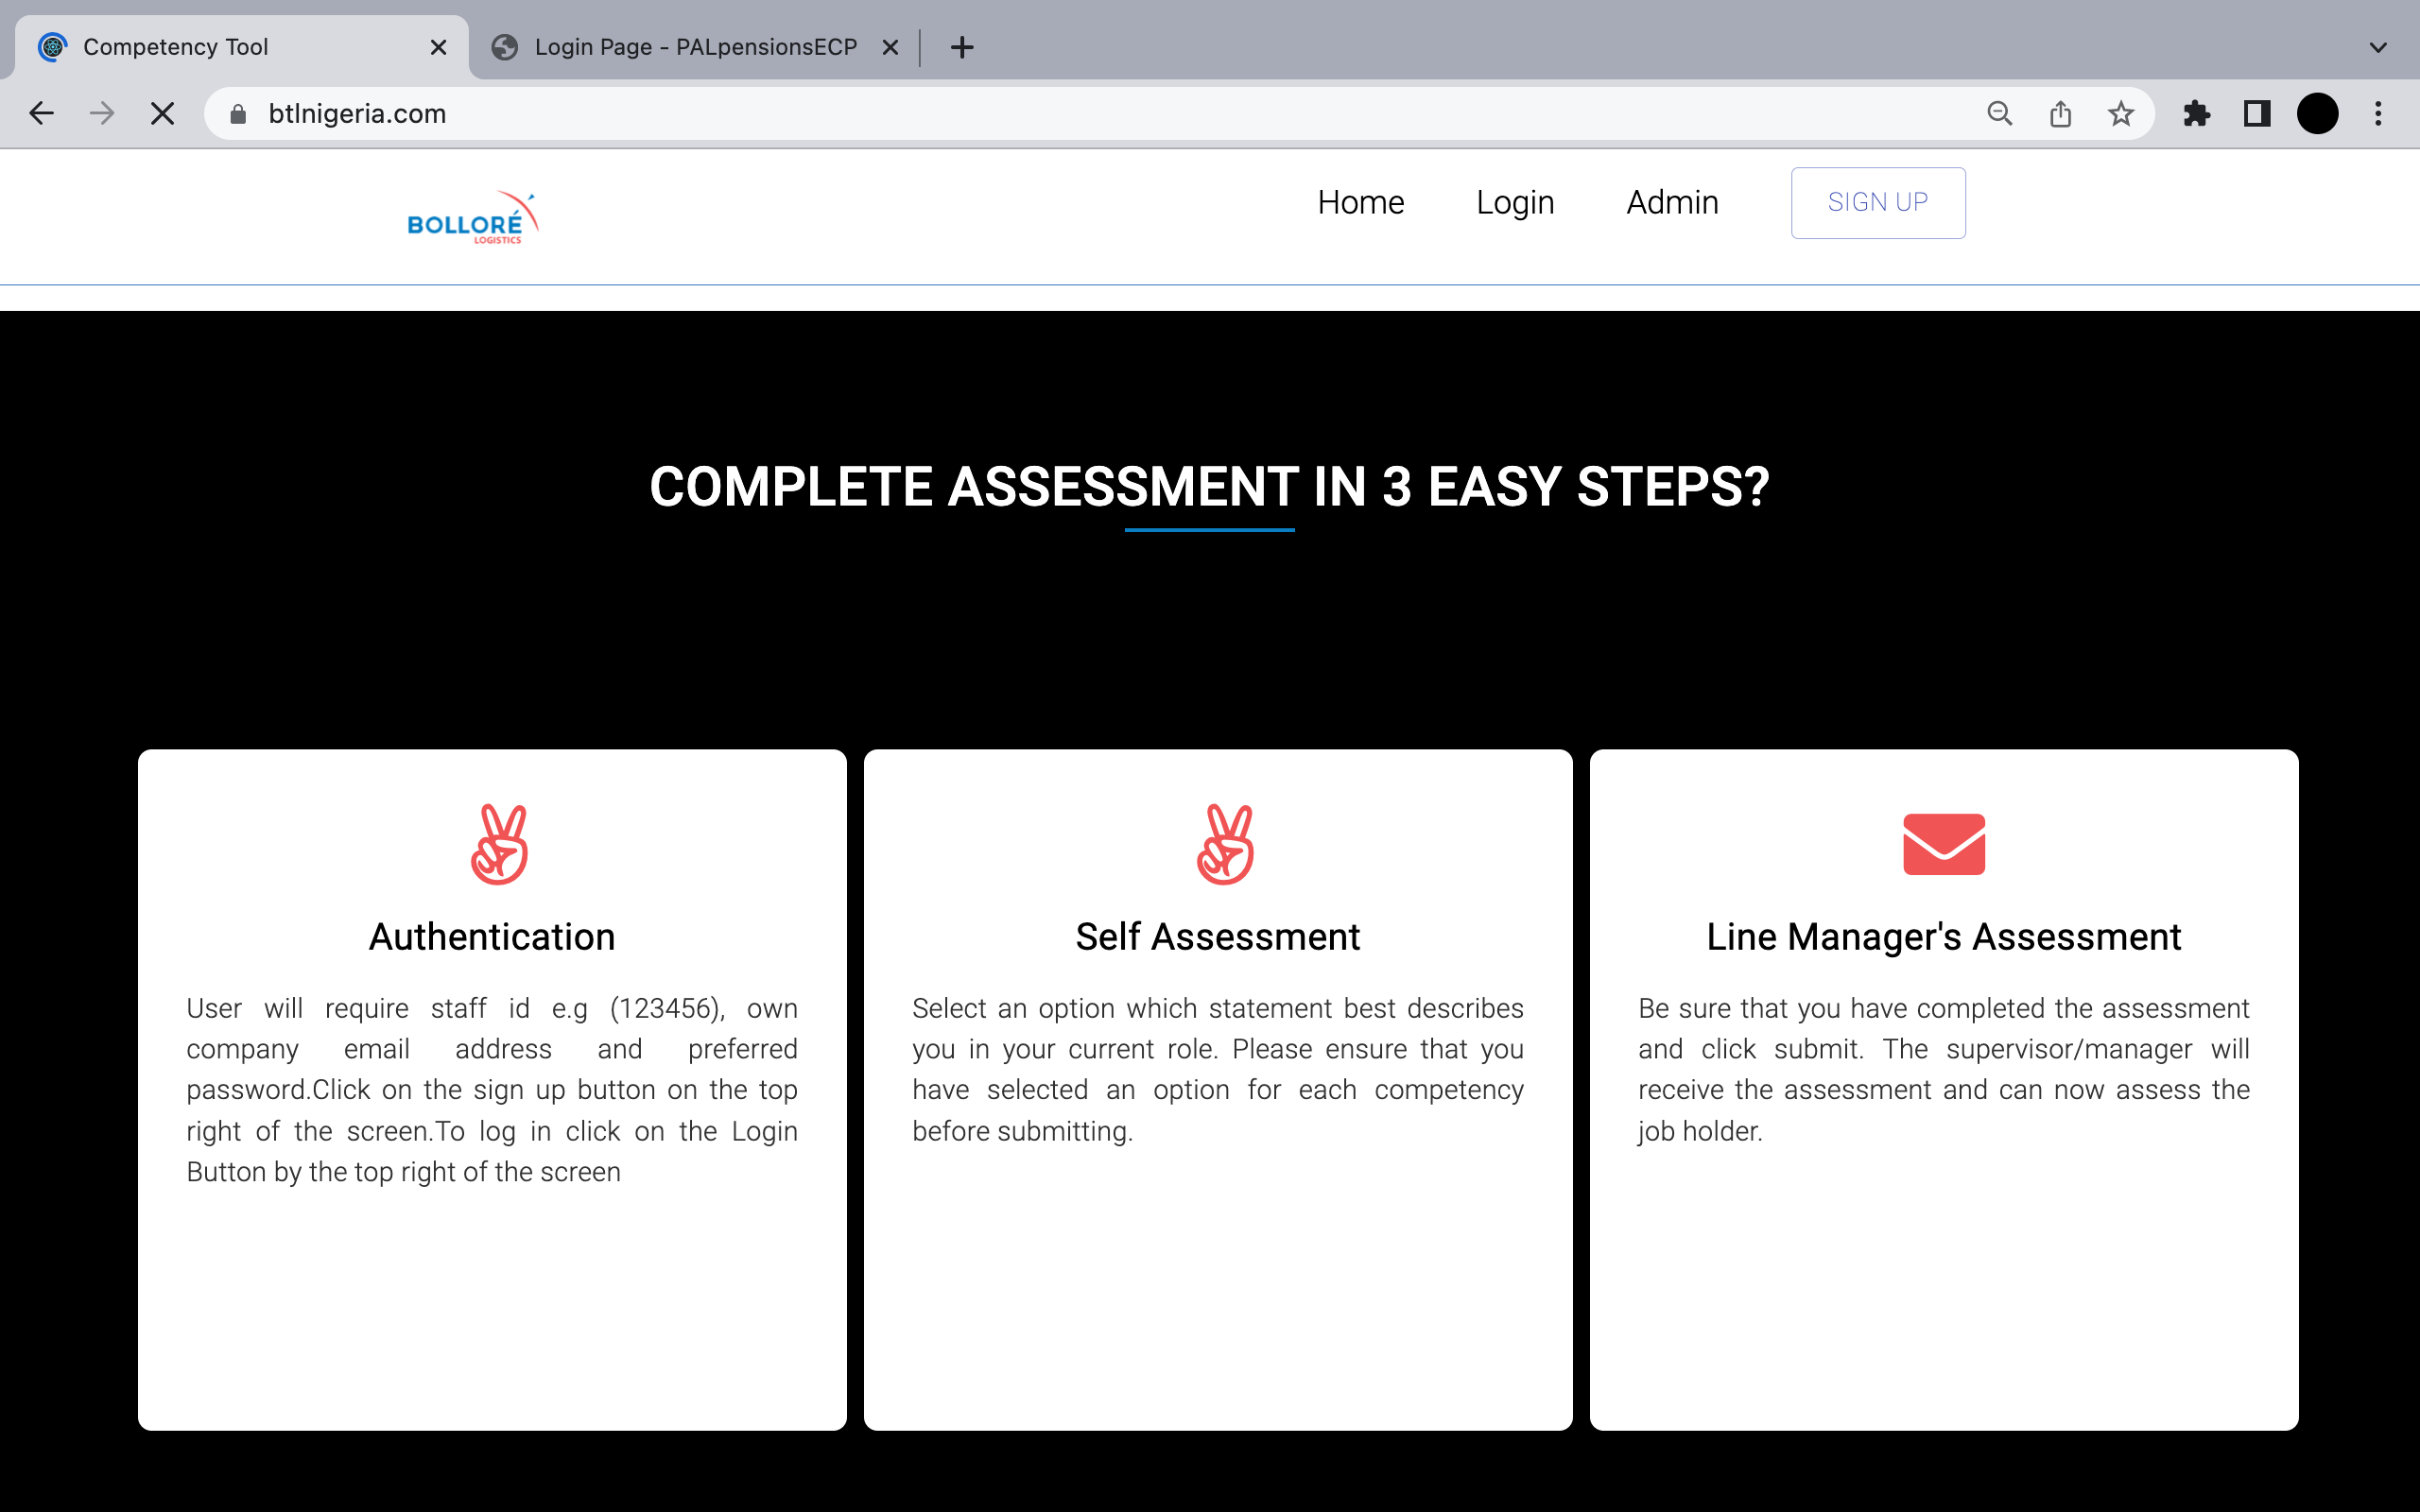 Competency Tool
Login Page - PALpensionsECP
btlnigeria.com
BOLLORÉ
LOGISTICS
Home
Login
Admin
SIGN UP
COMPLETE ASSESSMENT IN 3 EASY STEPS?
Authentication
User will require staff id e.g (123456), own
company email address and preferred
password.Click on the sign up button on the top
right of the screen.To log in click on the Login
Button by the top right of the screen
Self Assessment
Select an option which statement best describes
you in your current role. Please ensure that you
have selected an option for each competency
before submitting.
Line Manager's Assessment
Be sure that you have completed the assessment
and click submit. The supervisor/manager will
receive the assessment and can now assess the
job holder.